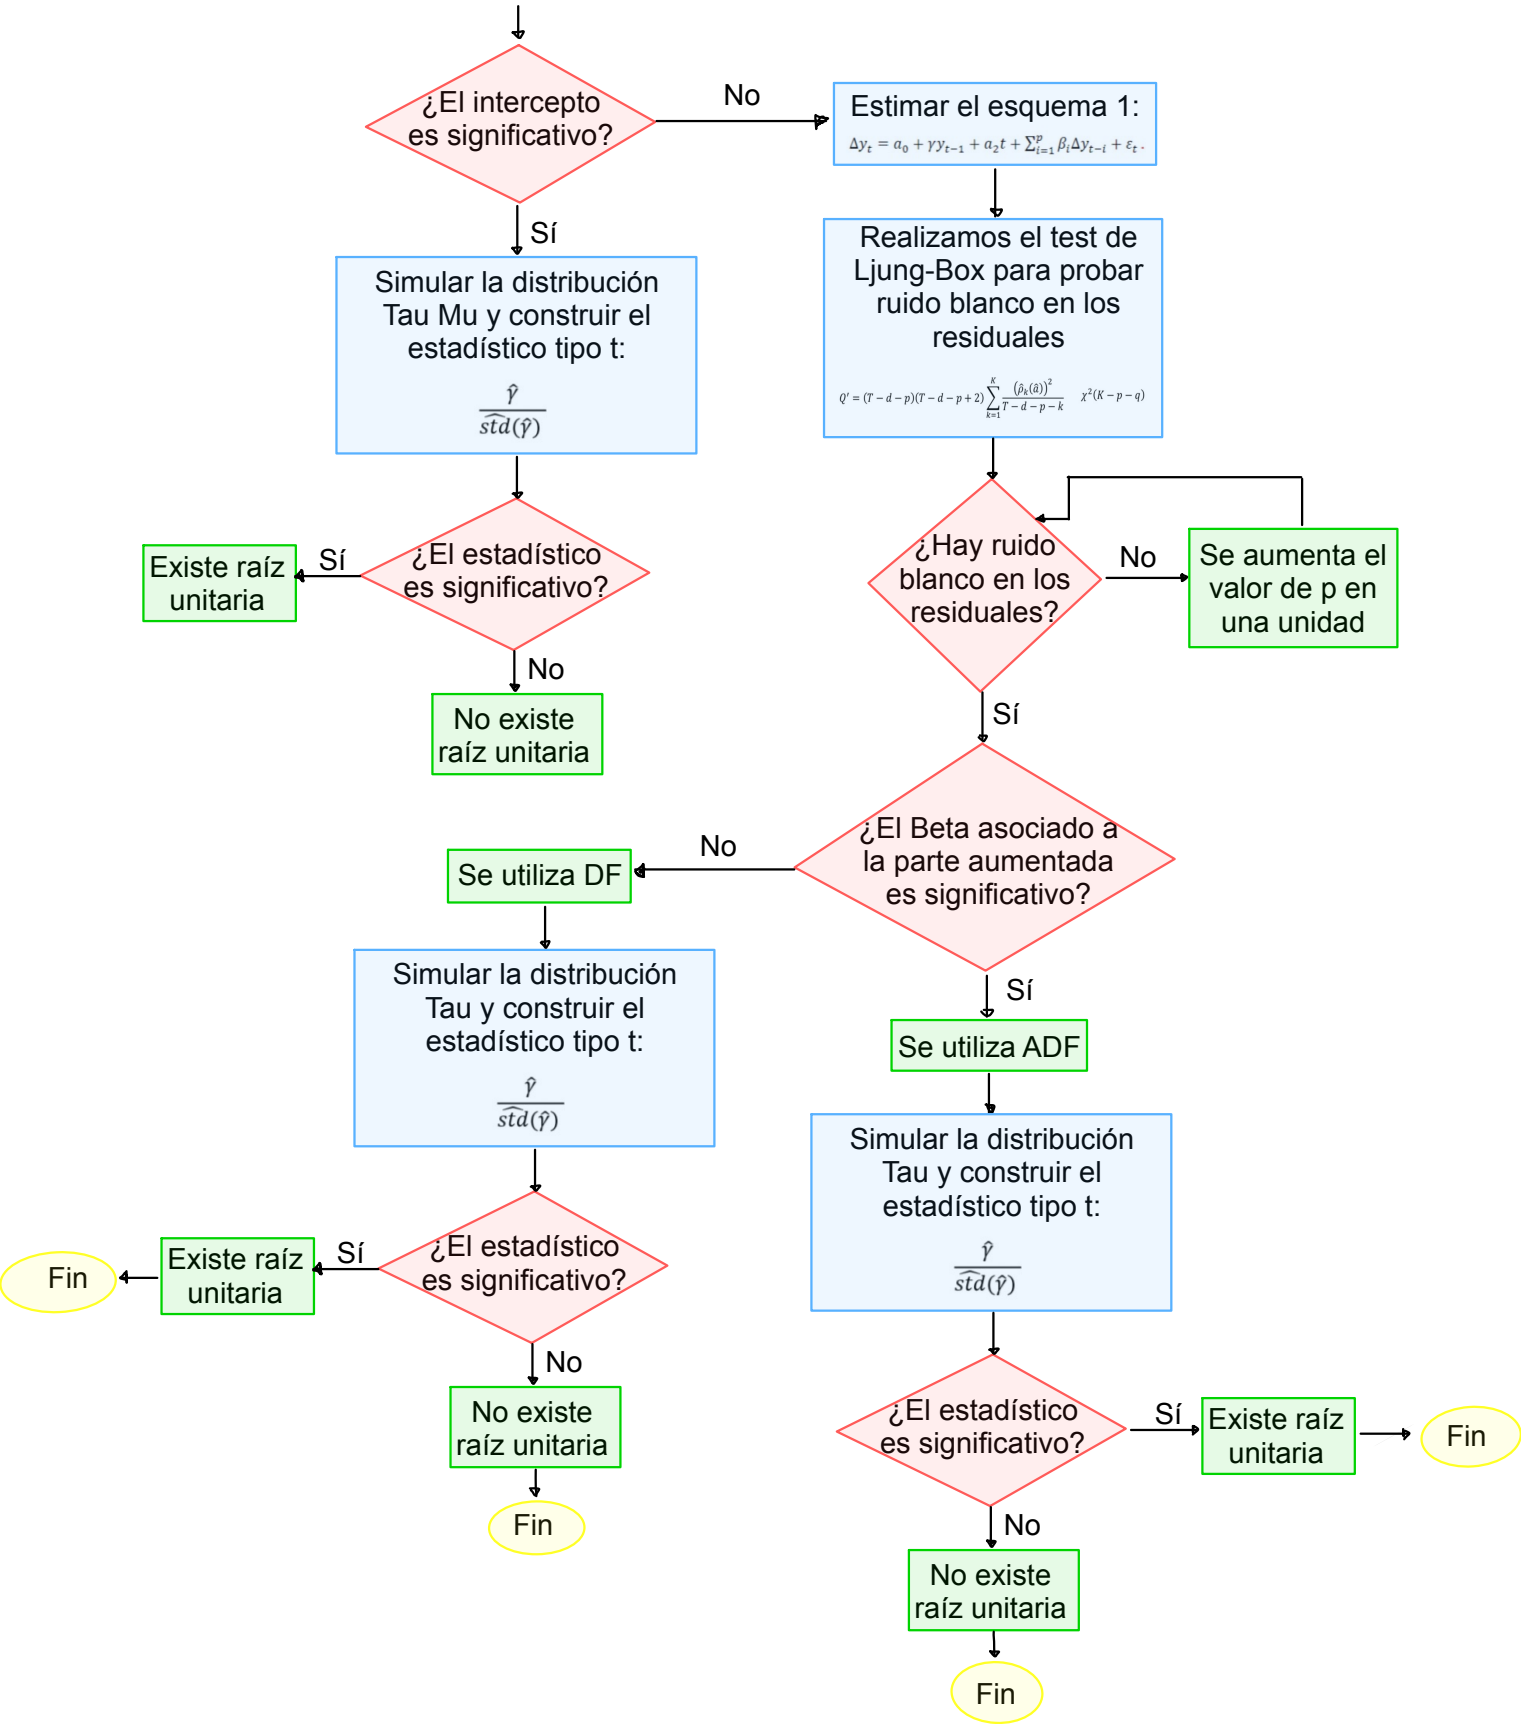 ¿El intercepto
es significativo?
No
Estimar el esquema 1:
Δy_t = a_0 + γy_{t−1} + a_2t + ∑_{i=1}^{p} β_iΔy_{t−i} + ε_t.
Sí
Simular la distribución
Tau Mu y construir el
estadístico tipo t:
γ̂ / ŝtd(γ̂)
Realizamos el test de
Ljung-Box para probar
ruido blanco en los
residuales
Q′ = (T − d − p)(T − d − p + 2) ∑_{k=1}^{K} (ρ̂_k(â))² / (T − d − p − k) χ²(K − p − q)
¿El estadístico
es significativo?
Sí
Existe raíz
unitaria
No
No existe
raíz unitaria
¿Hay ruido
blanco en los
residuales?
No
Se aumenta el
valor de p en
una unidad
Sí
¿El Beta asociado a
la parte aumentada
es significativo?
No
Se utiliza DF
Simular la distribución
Tau y construir el
estadístico tipo t:
γ̂ / ŝtd(γ̂)
Sí
Se utiliza ADF
Simular la distribución
Tau y construir el
estadístico tipo t:
γ̂ / ŝtd(γ̂)
¿El estadístico
es significativo?
Sí
Existe raíz
unitaria
Fin
No
No existe
raíz unitaria
Fin
¿El estadístico
es significativo?
Sí
Existe raíz
unitaria
Fin
No
No existe
raíz unitaria
Fin